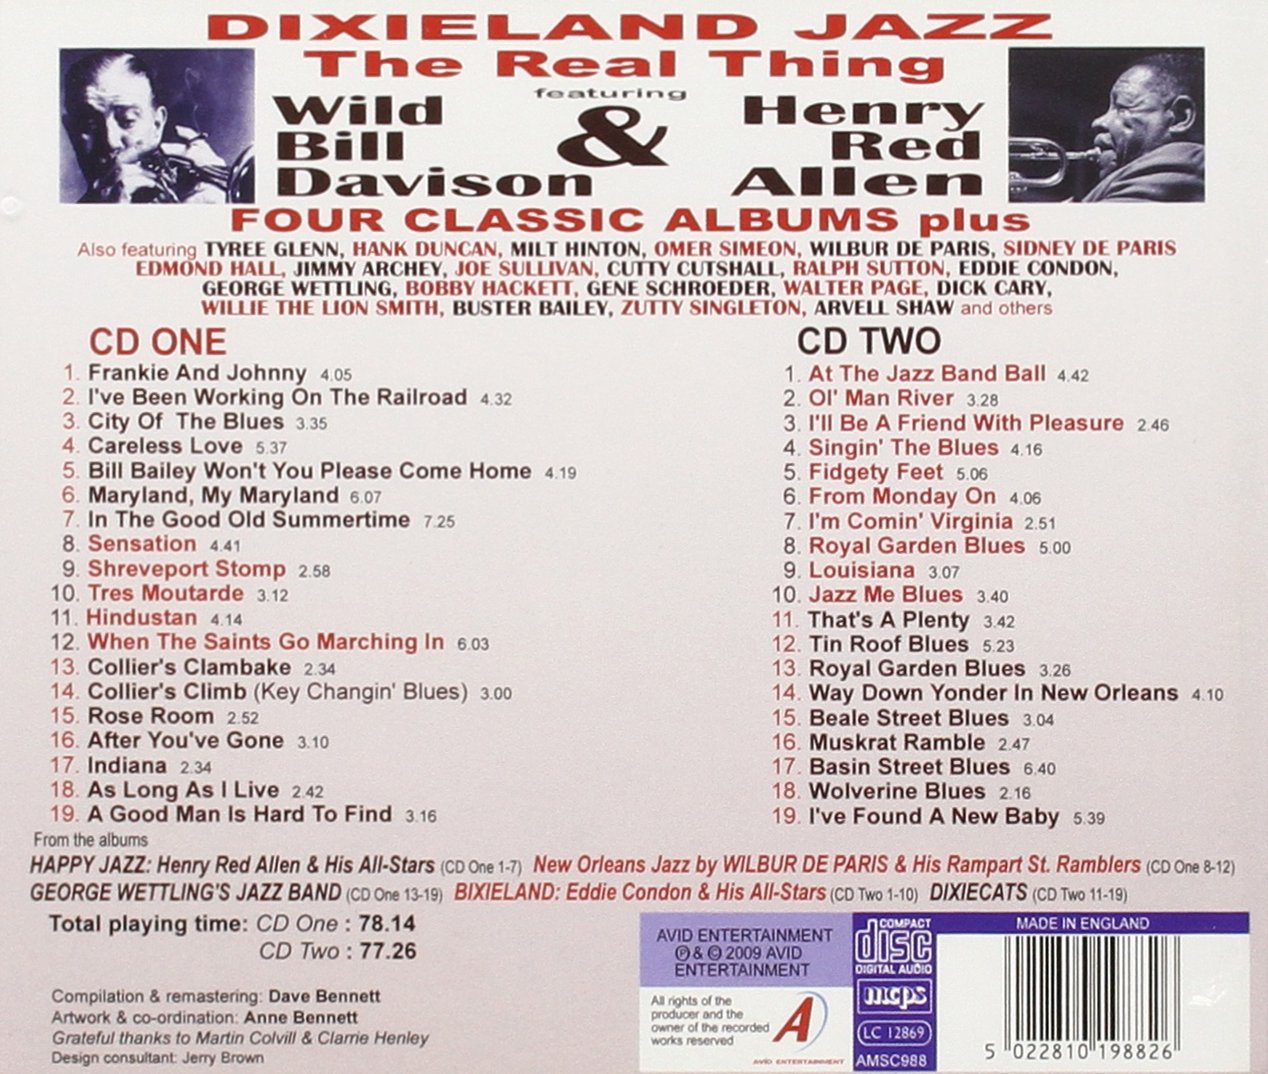 DIXIELAND JAZZ
The Real Thing
featuring
Wild Bill Davison & Henry Red Allen
FOUR CLASSIC ALBUMS plus
Also featuring TYREE GLENN, HANK DUNCAN, MILT HINTON, OMER SIMEON, WILBUR DE PARIS, SIDNEY DE PARIS
EDMOND HALL, JIMMY ARCHEY, JOE SULLIVAN, CUTTY CUTSHALL, RALPH SUTTON, EDDIE CONDON,
GEORGE WETTLING, BOBBY HACKETT, GENE SCHROEDER, WALTER PAGE, DICK CARY,
WILLIE THE LION SMITH, BUSTER BAILEY, ZUTTY SINGLETON, ARVELL SHAW and others
CD ONE
1. Frankie And Johnny 4.05
2. I've Been Working On The Railroad 4.32
3. City Of The Blues 3.35
4. Careless Love 5.37
5. Bill Bailey Won't You Please Come Home 4.19
6. Maryland, My Maryland 6.07
7. In The Good Old Summertime 7.25
8. Sensation 4.41
9. Shreveport Stomp 2.58
10. Tres Moutarde 3.12
11. Hindustan 4.14
12. When The Saints Go Marching In 6.03
13. Collier's Clambake 2.34
14. Collier's Climb (Key Changin' Blues) 3.00
15. Rose Room 2.52
16. After You've Gone 3.10
17. Indiana 2.34
18. As Long As I Live 2.42
19. A Good Man Is Hard To Find 3.16
CD TWO
1. At The Jazz Band Ball 4.42
2. Ol' Man River 3.28
3. I'll Be A Friend With Pleasure 2.46
4. Singin' The Blues 4.16
5. Fidgety Feet 5.06
6. From Monday On 4.06
7. I'm Comin' Virginia 2.51
8. Royal Garden Blues 5.00
9. Louisiana 3.07
10. Jazz Me Blues 3.40
11. That's A Plenty 3.42
12. Tin Roof Blues 5.23
13. Royal Garden Blues 3.26
14. Way Down Yonder In New Orleans 4.10
15. Beale Street Blues 3.04
16. Muskrat Ramble 2.47
17. Basin Street Blues 6.40
18. Wolverine Blues 2.16
19. I've Found A New Baby 5.39
From the albums
HAPPY JAZZ: Henry Red Allen & His All-Stars (CD One 1-7) New Orleans Jazz by WILBUR DE PARIS & His Rampart St. Ramblers (CD One 8-12)
GEORGE WETTLING'S JAZZ BAND (CD One 13-19) BIXIELAND: Eddie Condon & His All-Stars (CD Two 1-10) DIXIECATS (CD Two 11-19)
Total playing time: CD One : 78.14
CD Two : 77.26
Compilation & remastering: Dave Bennett
Artwork & co-ordination: Anne Bennett
Grateful thanks to Martin Colvill & Clarrie Henley
Design consultant: Jerry Brown
AVID ENTERTAINMENT
℗ & © 2009 AVID
ENTERTAINMENT
All rights of the
producer and the
owner of the recorded
works reserved
A
AVID ENTERTAINMENT
COMPACT
disc
DIGITAL AUDIO
mcps
LC 12869
AMSC988
MADE IN ENGLAND
5 022810 198826